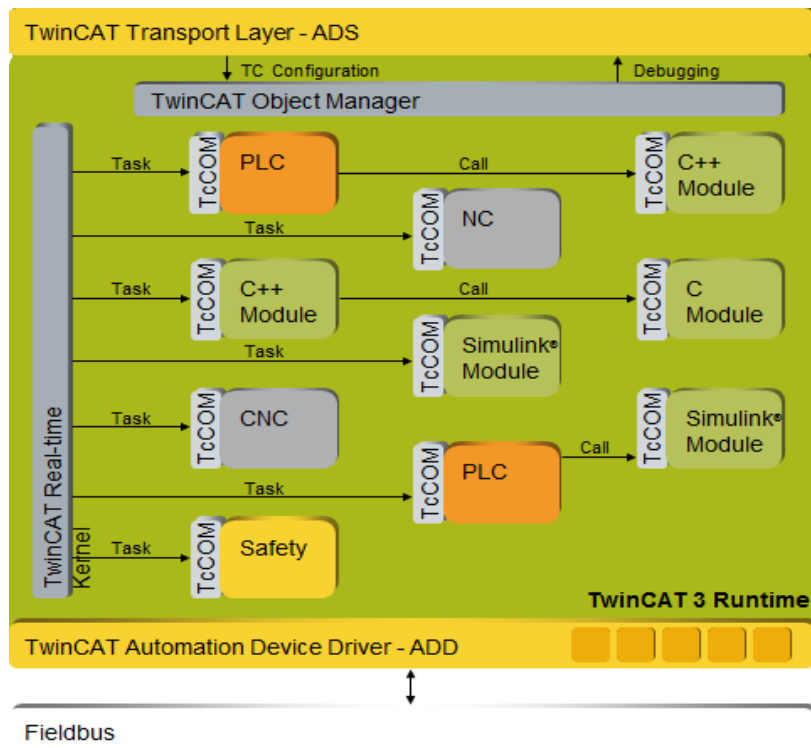 TwinCAT Transport Layer - ADS
TC Configuration
Debugging
TwinCAT Object Manager
Task
TcCOM
PLC
Call
TcCOM
C++
Module
Task
TcCOM
NC
Task
TcCOM
C++
Module
Call
TcCOM
C
Module
Task
TcCOM
Simulink®
Module
Task
TcCOM
CNC
TcCOM
Simulink®
Module
Task
TcCOM
PLC
Call
Task
TcCOM
Safety
TwinCAT Real-time
Kernel
TwinCAT 3 Runtime
TwinCAT Automation Device Driver - ADD
Fieldbus